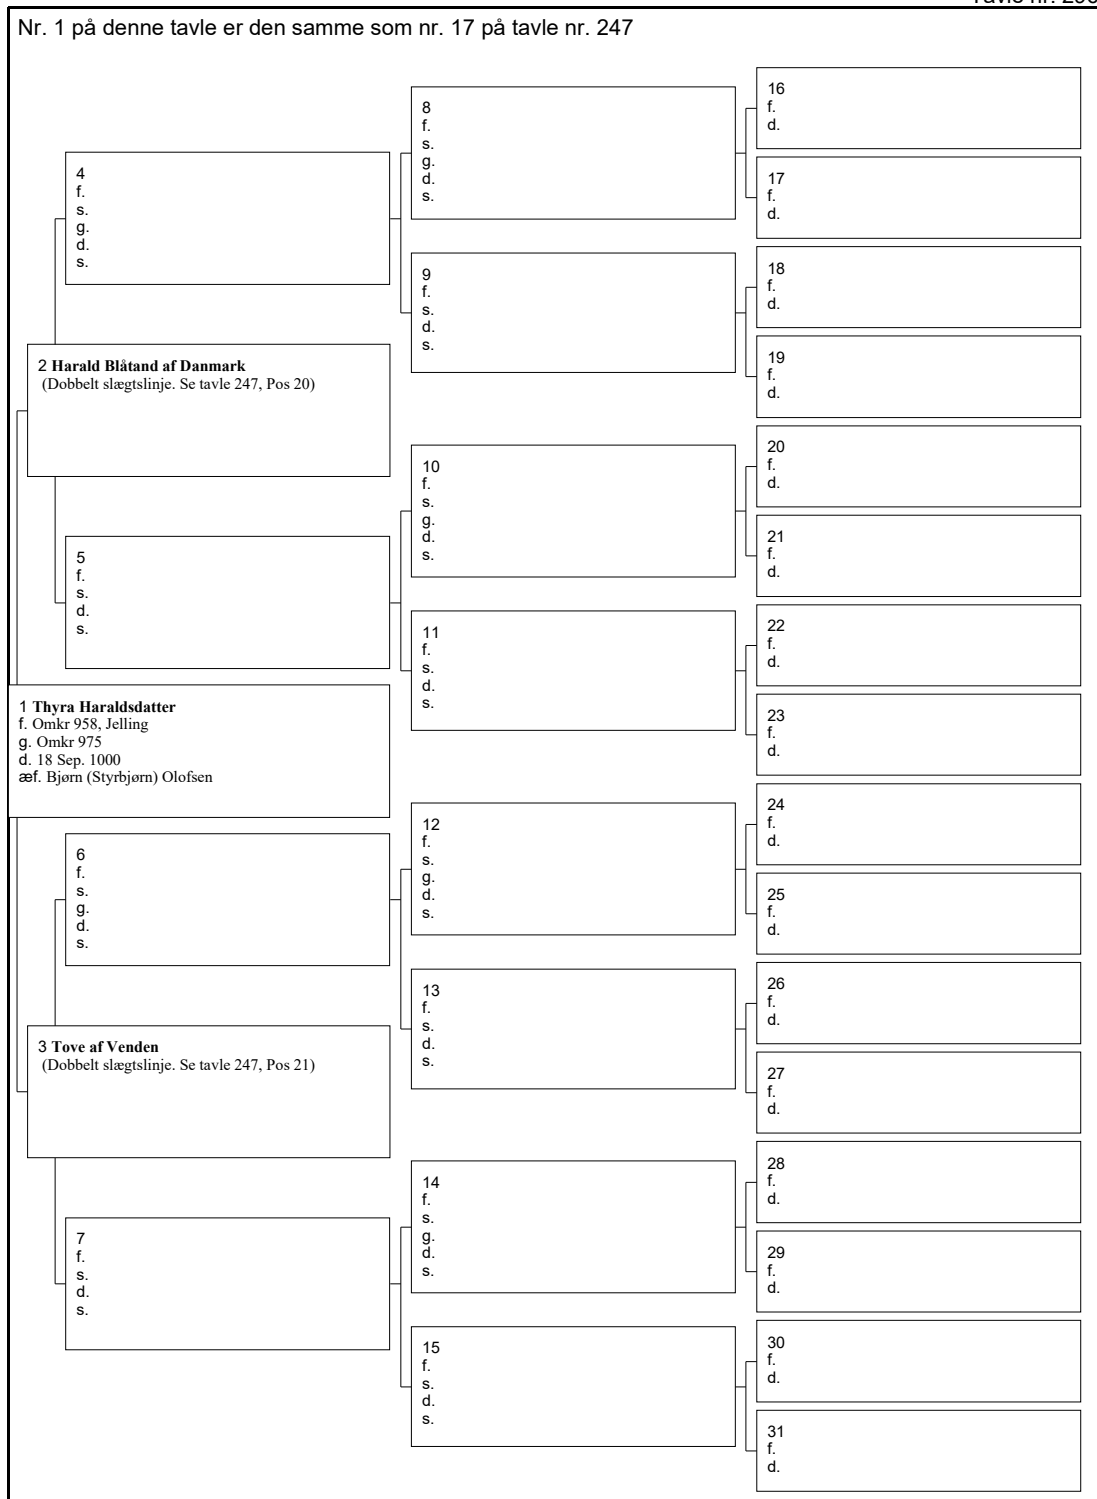 Nr. 1 på denne tavle er den samme som nr. 17 på tavle nr. 247
16
f.
d.
8
f.
s.
g.
d.
s.
17
f.
d.
4
f.
s.
g.
d.
s.
18
f.
d.
9
f.
s.
d.
s.
19
f.
d.
2 Harald Blåtand af Danmark
(Dobbelt slægtslinje. Se tavle 247, Pos 20)
20
f.
d.
10
f.
s.
g.
d.
s.
21
f.
d.
5
f.
s.
d.
s.
22
f.
d.
11
f.
s.
d.
s.
23
f.
d.
1 Thyra Haraldsdatter
f. Omkr 958, Jelling
g. Omkr 975
d. 18 Sep. 1000
æf. Bjørn (Styrbjørn) Olofsen
24
f.
d.
12
f.
s.
g.
d.
s.
25
f.
d.
6
f.
s.
g.
d.
s.
26
f.
d.
13
f.
s.
d.
s.
27
f.
d.
3 Tove af Venden
(Dobbelt slægtslinje. Se tavle 247, Pos 21)
28
f.
d.
14
f.
s.
g.
d.
s.
29
f.
d.
7
f.
s.
d.
s.
30
f.
d.
15
f.
s.
d.
s.
31
f.
d.